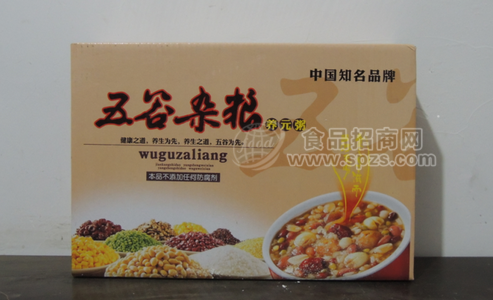 中国知名品牌
五谷杂粮
养元粥
健康之道，养生为先，养生之道，五谷为先。
wuguzaliang
本品不添加任何防腐剂
食品招商网
www.spzs.com